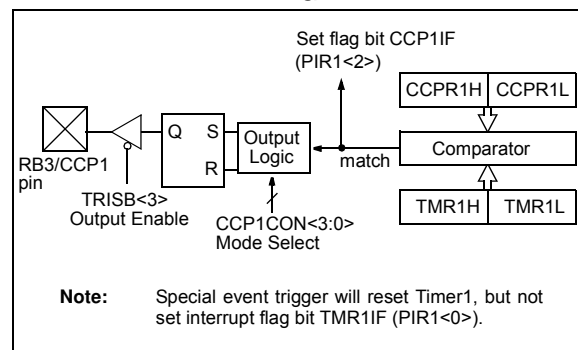 Set flag bit CCP1IF
(PIR1<2>)
CCPR1H CCPR1L
Q S Output
Logic
R
match
Comparator
RB3/CCP1
pin
TRISB<3>
Output Enable
CCP1CON<3:0>
Mode Select
TMR1H TMR1L
Note: Special event trigger will reset Timer1, but not
set interrupt flag bit TMR1IF (PIR1<0>).